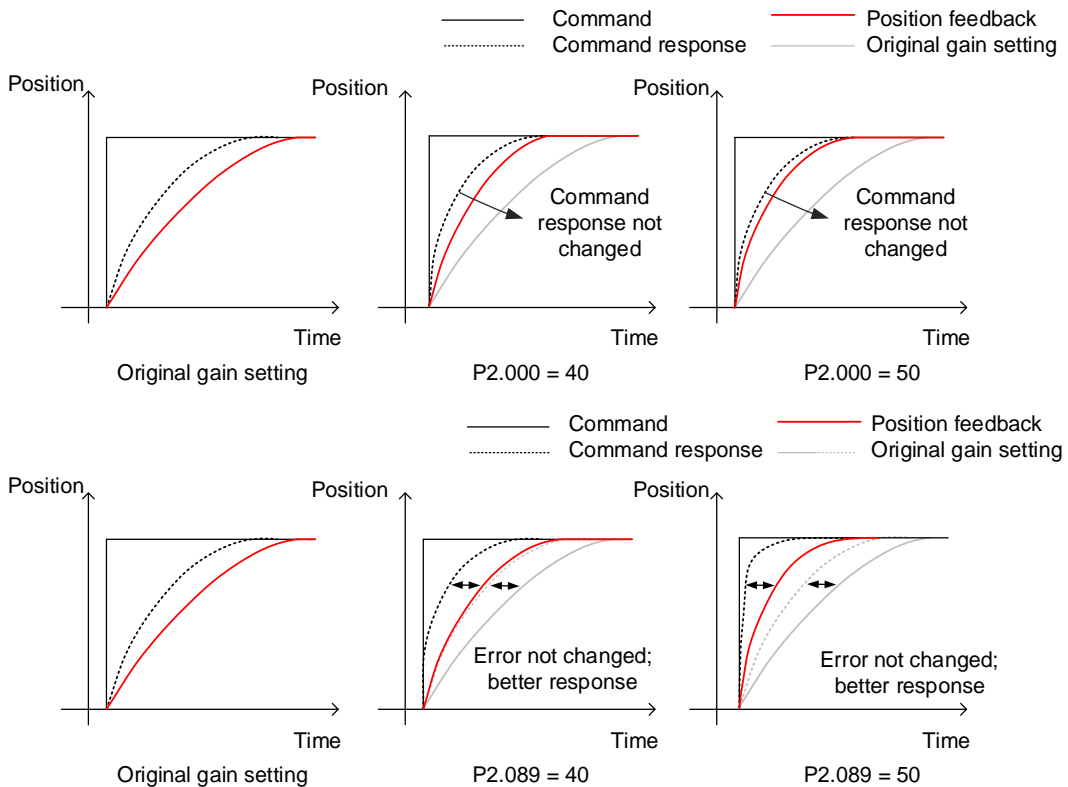 Command
Position feedback
Command response
Original gain setting
Position
Position
Position
Command
response not
changed
Command
response not
changed
Time
Time
Time
Original gain setting
P2.000 = 40
P2.000 = 50
Command
Position feedback
Command response
Original gain setting
Position
Position
Position
Error not changed;
better response
Error not changed;
better response
Time
Time
Time
Original gain setting
P2.089 = 40
P2.089 = 50